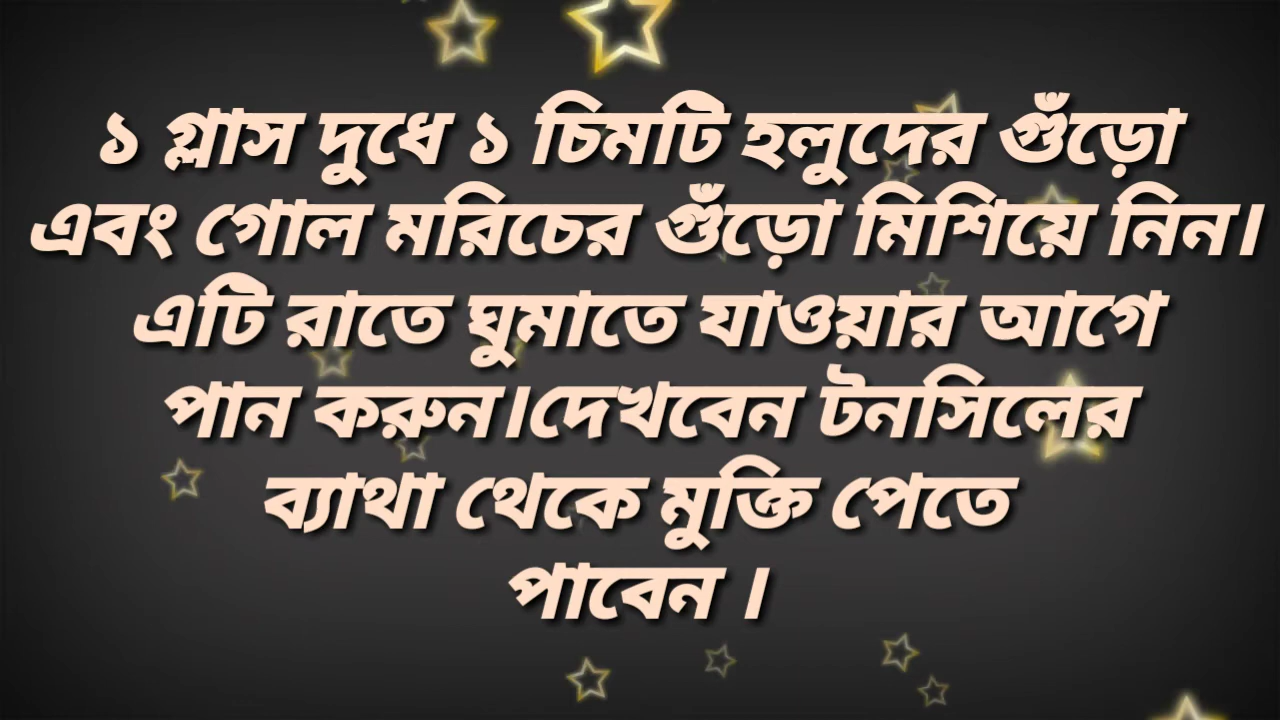 ১ গ্লাস দুধে ১ চিমটি হলুদের গুঁড়ো
এবং গোল মরিচের গুঁড়ো মিশিয়ে নিন।
এটি রাতে ঘুমাতে যাওয়ার আগে
পান করুন।দেখবেন টনসিলের
ব্যাথা থেকে মুক্তি পেতে
পাবেন ।